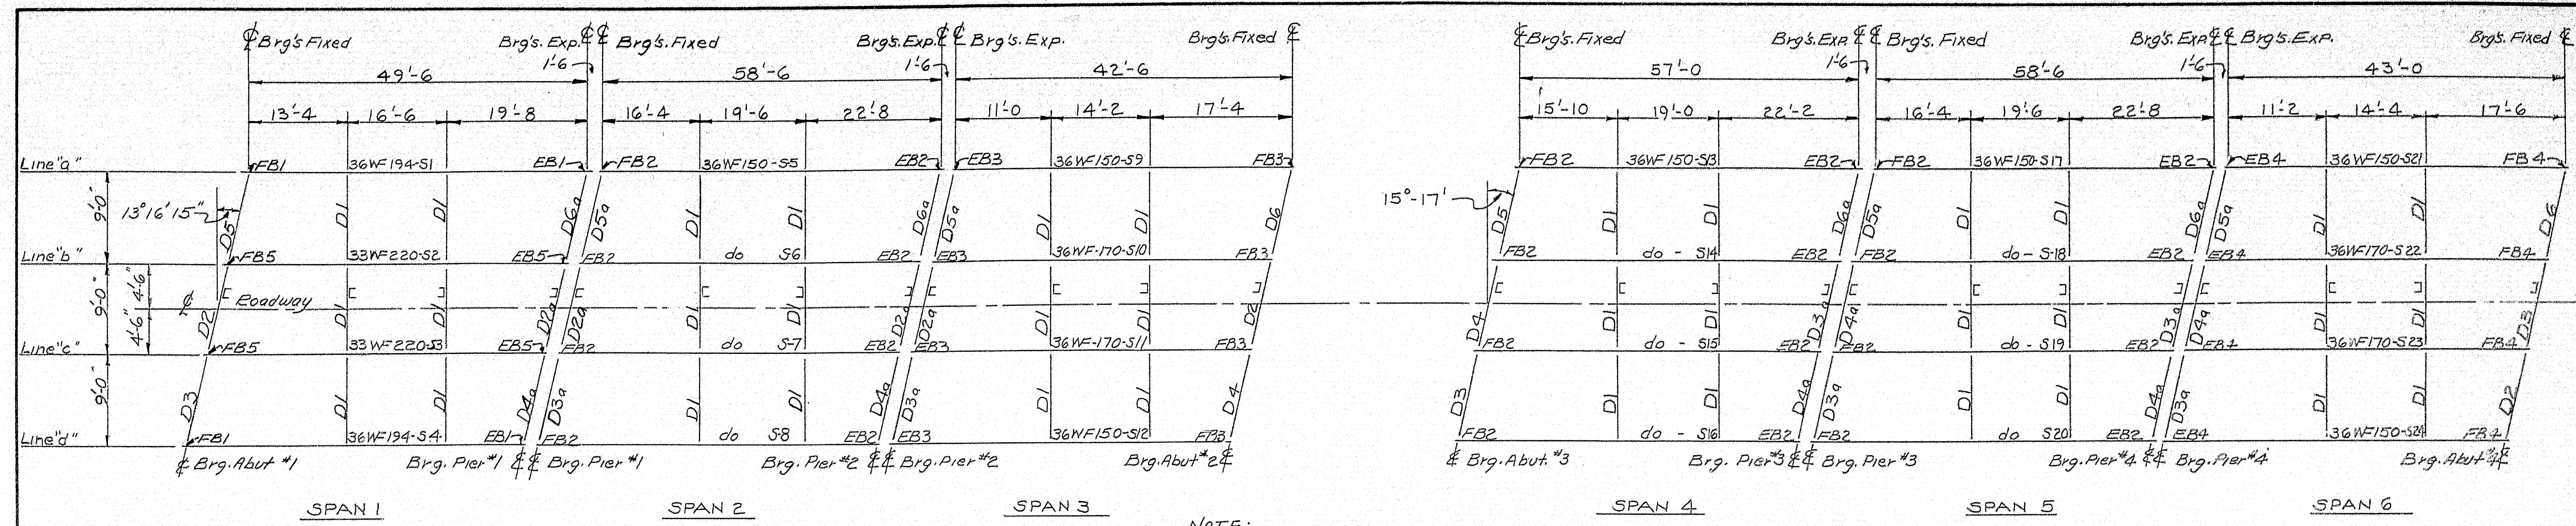 ℄ Brg's Fixed Brg's. Exp. ℄ ℄ Brg's. Fixed Brg's. Exp. ℄ ℄ Brg's. Exp. Brg's. Fixed ℄ ℄ Brg's. Fixed Brg's. Exp. ℄ ℄ Brg's. Fixed Brg's. Exp. ℄ ℄ Brg's. Exp. Brg's. Fixed ℄
49'-6 1'-6 58'-6 1'-6 42'-6 57'-0 1'-6 58'-6 1'-6 43'-0
13'-4 16'-6 19'-8 16'-4 19'-6 22'-8 11'-0 14'-2 17'-4 15'-10 19'-0 22'-2 16'-4 19'-6 22'-8 11'-2 14'-4 17'-6
Line "a" FB1 36WF194-S1 EB1 FB2 36WF150-S5 EB2 EB3 36WF150-S9 FB3 FB2 36WF150-S13 EB2 FB2 36WF150-S17 EB2 EB4 36WF150-S21 FB4
9'-0" 13°16'15" D5 D1 D1 D6a D5a D1 D1 D6a D5a D1 D1 D6 15°-17' D5 D1 D1 D6a D5a D1 D1 D6a D5a D1 D1 D6
Line "b" FB5 33WF220-S2 EB5 FB2 do S6 EB2 EB3 36WF-170-S10 FB3 FB2 do - S14 EB2 FB2 do - S-18 EB2 EB4 36WF170-S22 FB4
9'-0" 4'-6" 4'-6" ℄ Roadway
D2 D1 D1 D2a D2a D1 D1 D2a D2a D1 D1 D2 D4 D1 D1 D3a D4a D1 D1 D3a D4a D1 D1 D3
Line "c" FB5 33WF220-S3 EB5 FB2 do S-7 EB2 EB3 36WF-170-S11 FB3 FB2 do - S15 EB2 FB2 do - S19 EB2 EB4 36WF170-S23 FB4
9'-0" D3 D1 D1 D4a D3a D1 D1 D4a D3a D1 D1 D4 D3 D1 D1 D4a D3a D1 D1 D4a D3a D1 D1 D2
Line "d" FB1 36WF194-S4 EB1 FB2 do S-8 EB2 EB3 36WF150-S12 FB3 FB2 do - S16 EB2 FB2 do S20 EB2 EB4 36WF150-S24 FB4
℄ Brg. Abut #1 Brg. Pier #1 ℄ ℄ Brg. Pier #1 Brg. Pier #2 ℄ ℄ Brg. Pier #2 Brg. Abut #2 ℄ ℄ Brg. Abut. #3 Brg. Pier #3 ℄ ℄ Brg. Pier #3 Brg. Pier #4 ℄ ℄ Brg. Pier #4 Brg. Abut #4 ℄
SPAN 1 SPAN 2 SPAN 3 SPAN 4 SPAN 5 SPAN 6
NOTE: